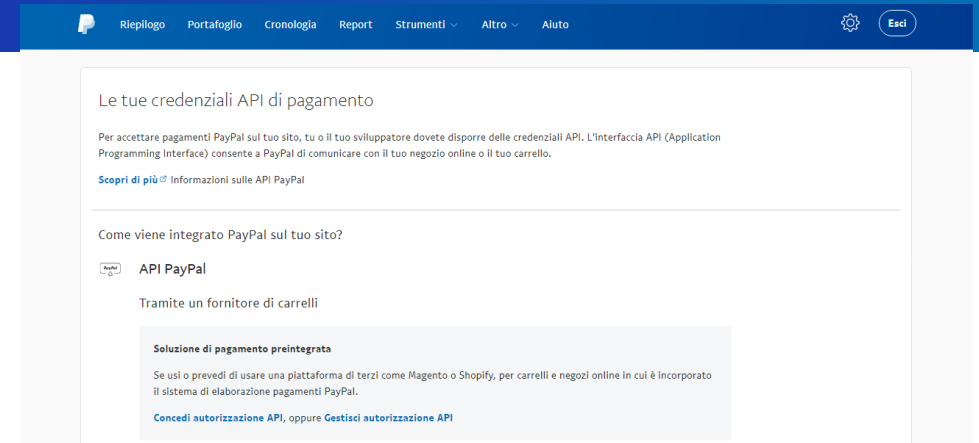 Riepilogo Portafoglio Cronologia Report Strumenti Altro Aiuto Esci
Le tue credenziali API di pagamento
Per accettare pagamenti PayPal sul tuo sito, tu o il tuo sviluppatore dovete disporre delle credenziali API. L'interfaccia API (Application
Programming Interface) consente a PayPal di comunicare con il tuo negozio online o il tuo carrello.
Scopri di più Informazioni sulle API PayPal
Come viene integrato PayPal sul tuo sito?
PayPal
API PayPal
Tramite un fornitore di carrelli
Soluzione di pagamento preintegrata
Se usi o prevedi di usare una piattaforma di terzi come Magento o Shopify, per carrelli e negozi online in cui è incorporato
il sistema di elaborazione pagamenti PayPal.
Concedi autorizzazione API, oppure Gestisci autorizzazione API